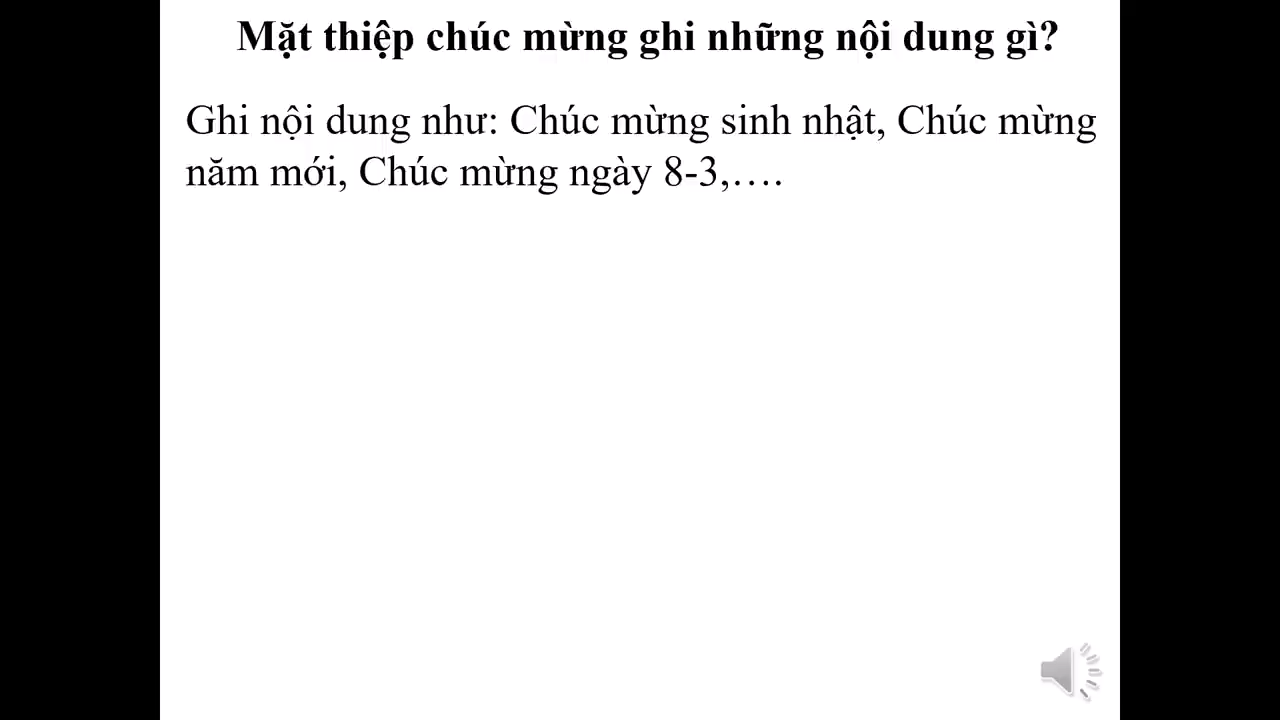 Mặt thiệp chúc mừng ghi những nội dung gì?
Ghi nội dung như: Chúc mừng sinh nhật, Chúc mừng
năm mới, Chúc mừng ngày 8-3,….